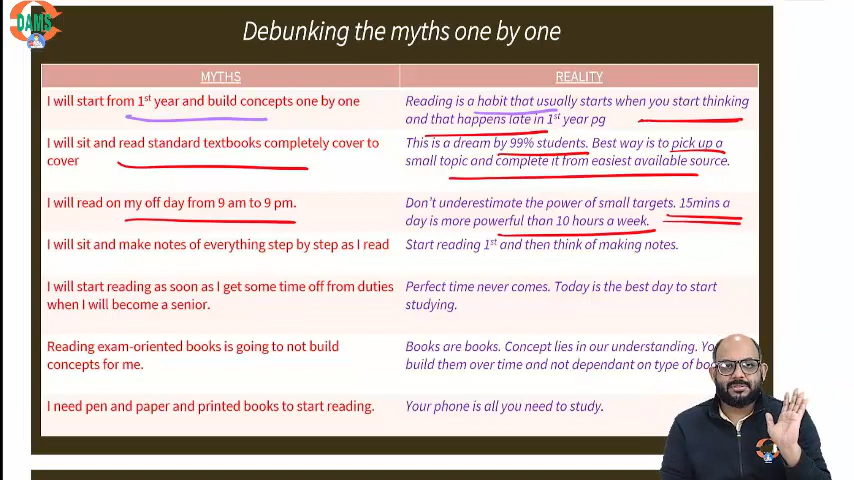 DAMS
Debunking the myths one by one
MYTHS
REALITY
I will start from 1st year and build concepts one by one
Reading is a habit that usually starts when you start thinking
and that happens late in 1st year pg
I will sit and read standard textbooks completely cover to
cover
This is a dream by 99% students. Best way is to pick up a
small topic and complete it from easiest available source.
I will read on my off day from 9 am to 9 pm.
Don't underestimate the power of small targets. 15mins a
day is more powerful than 10 hours a week.
I will sit and make notes of everything step by step as I read
Start reading 1st and then think of making notes.
I will start reading as soon as I get some time off from duties
when I will become a senior.
Perfect time never comes. Today is the best day to start
studying.
Reading exam-oriented books is going to not build
concepts for me.
Books are books. Concept lies in our understanding.
build them over time and not dependant on type of
I need pen and paper and printed books to start reading.
Your phone is all you need to study.